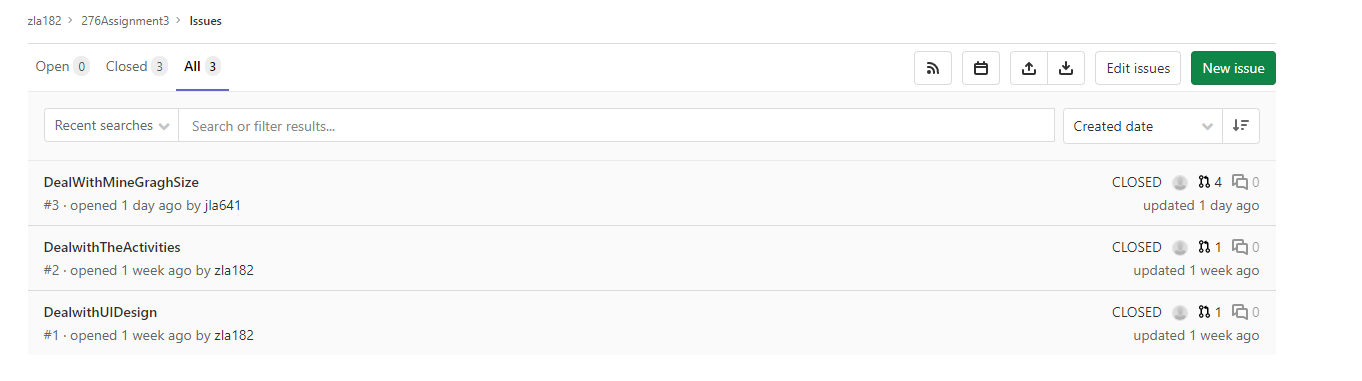 zla182 > 276Assignment3 > Issues
Open 0 Closed 3 All 3 Edit issues New issue
Recent searches Search or filter results... Created date
DealWithMineGraghSize CLOSED 4 0
#3 · opened 1 day ago by jla641 updated 1 day ago
DealwithTheActivities CLOSED 1 0
#2 · opened 1 week ago by zla182 updated 1 week ago
DealwithUIDesign CLOSED 1 0
#1 · opened 1 week ago by zla182 updated 1 week ago